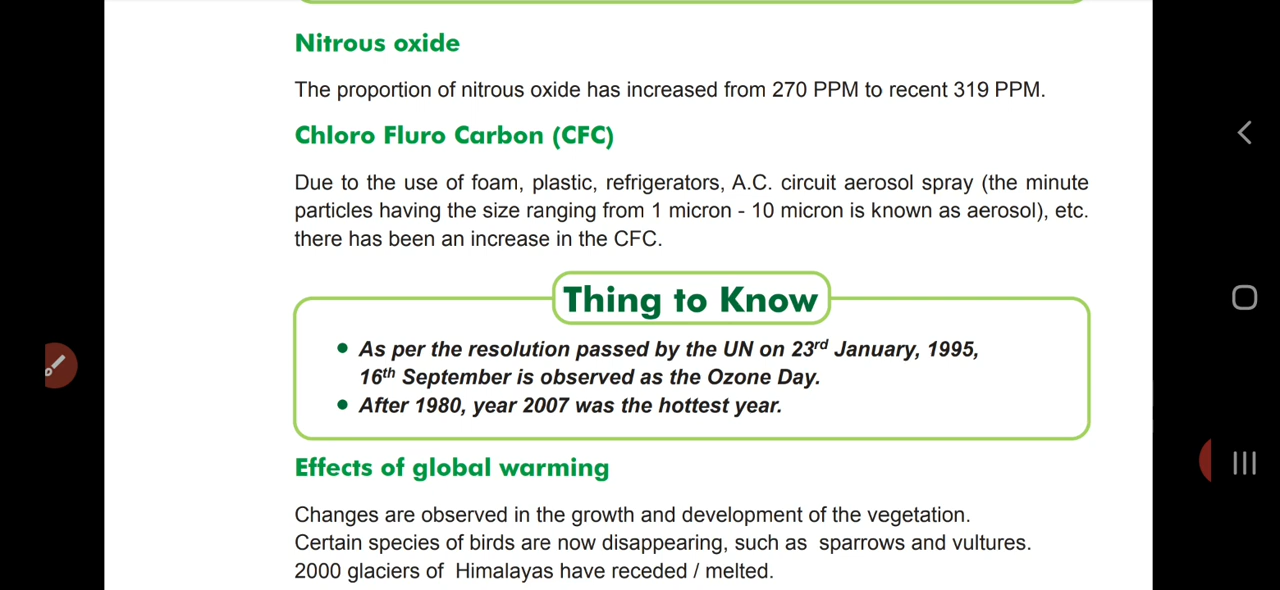 Nitrous oxide
The proportion of nitrous oxide has increased from 270 PPM to recent 319 PPM.
Chloro Fluro Carbon (CFC)
Due to the use of foam, plastic, refrigerators, A.C. circuit aerosol spray (the minute
particles having the size ranging from 1 micron - 10 micron is known as aerosol), etc.
there has been an increase in the CFC.
Thing to Know
• As per the resolution passed by the UN on 23rd January, 1995,
16th September is observed as the Ozone Day.
• After 1980, year 2007 was the hottest year.
Effects of global warming
Changes are observed in the growth and development of the vegetation.
Certain species of birds are now disappearing, such as sparrows and vultures.
2000 glaciers of Himalayas have receded / melted.